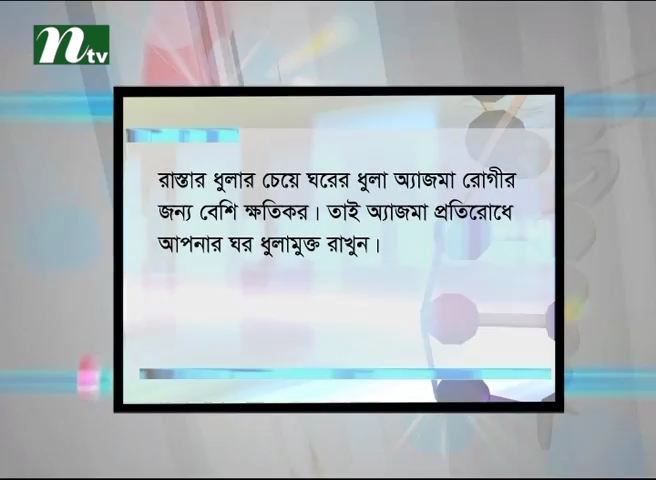 ntv
রাস্তার ধুলার চেয়ে ঘরের ধুলা অ্যাজমা রোগীর
জন্য বেশি ক্ষতিকর। তাই অ্যাজমা প্রতিরোধে
আপনার ঘর ধুলামুক্ত রাখুন।